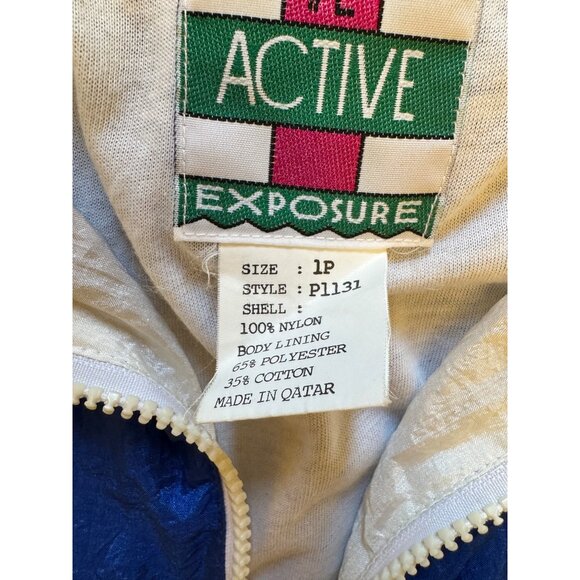 ACTIVE
EXPOSURE
SIZE : 1P
STYLE : P1131
SHELL :
100% NYLON
BODY LINING
65% POLYESTER
35% COTTON
MADE IN QATAR